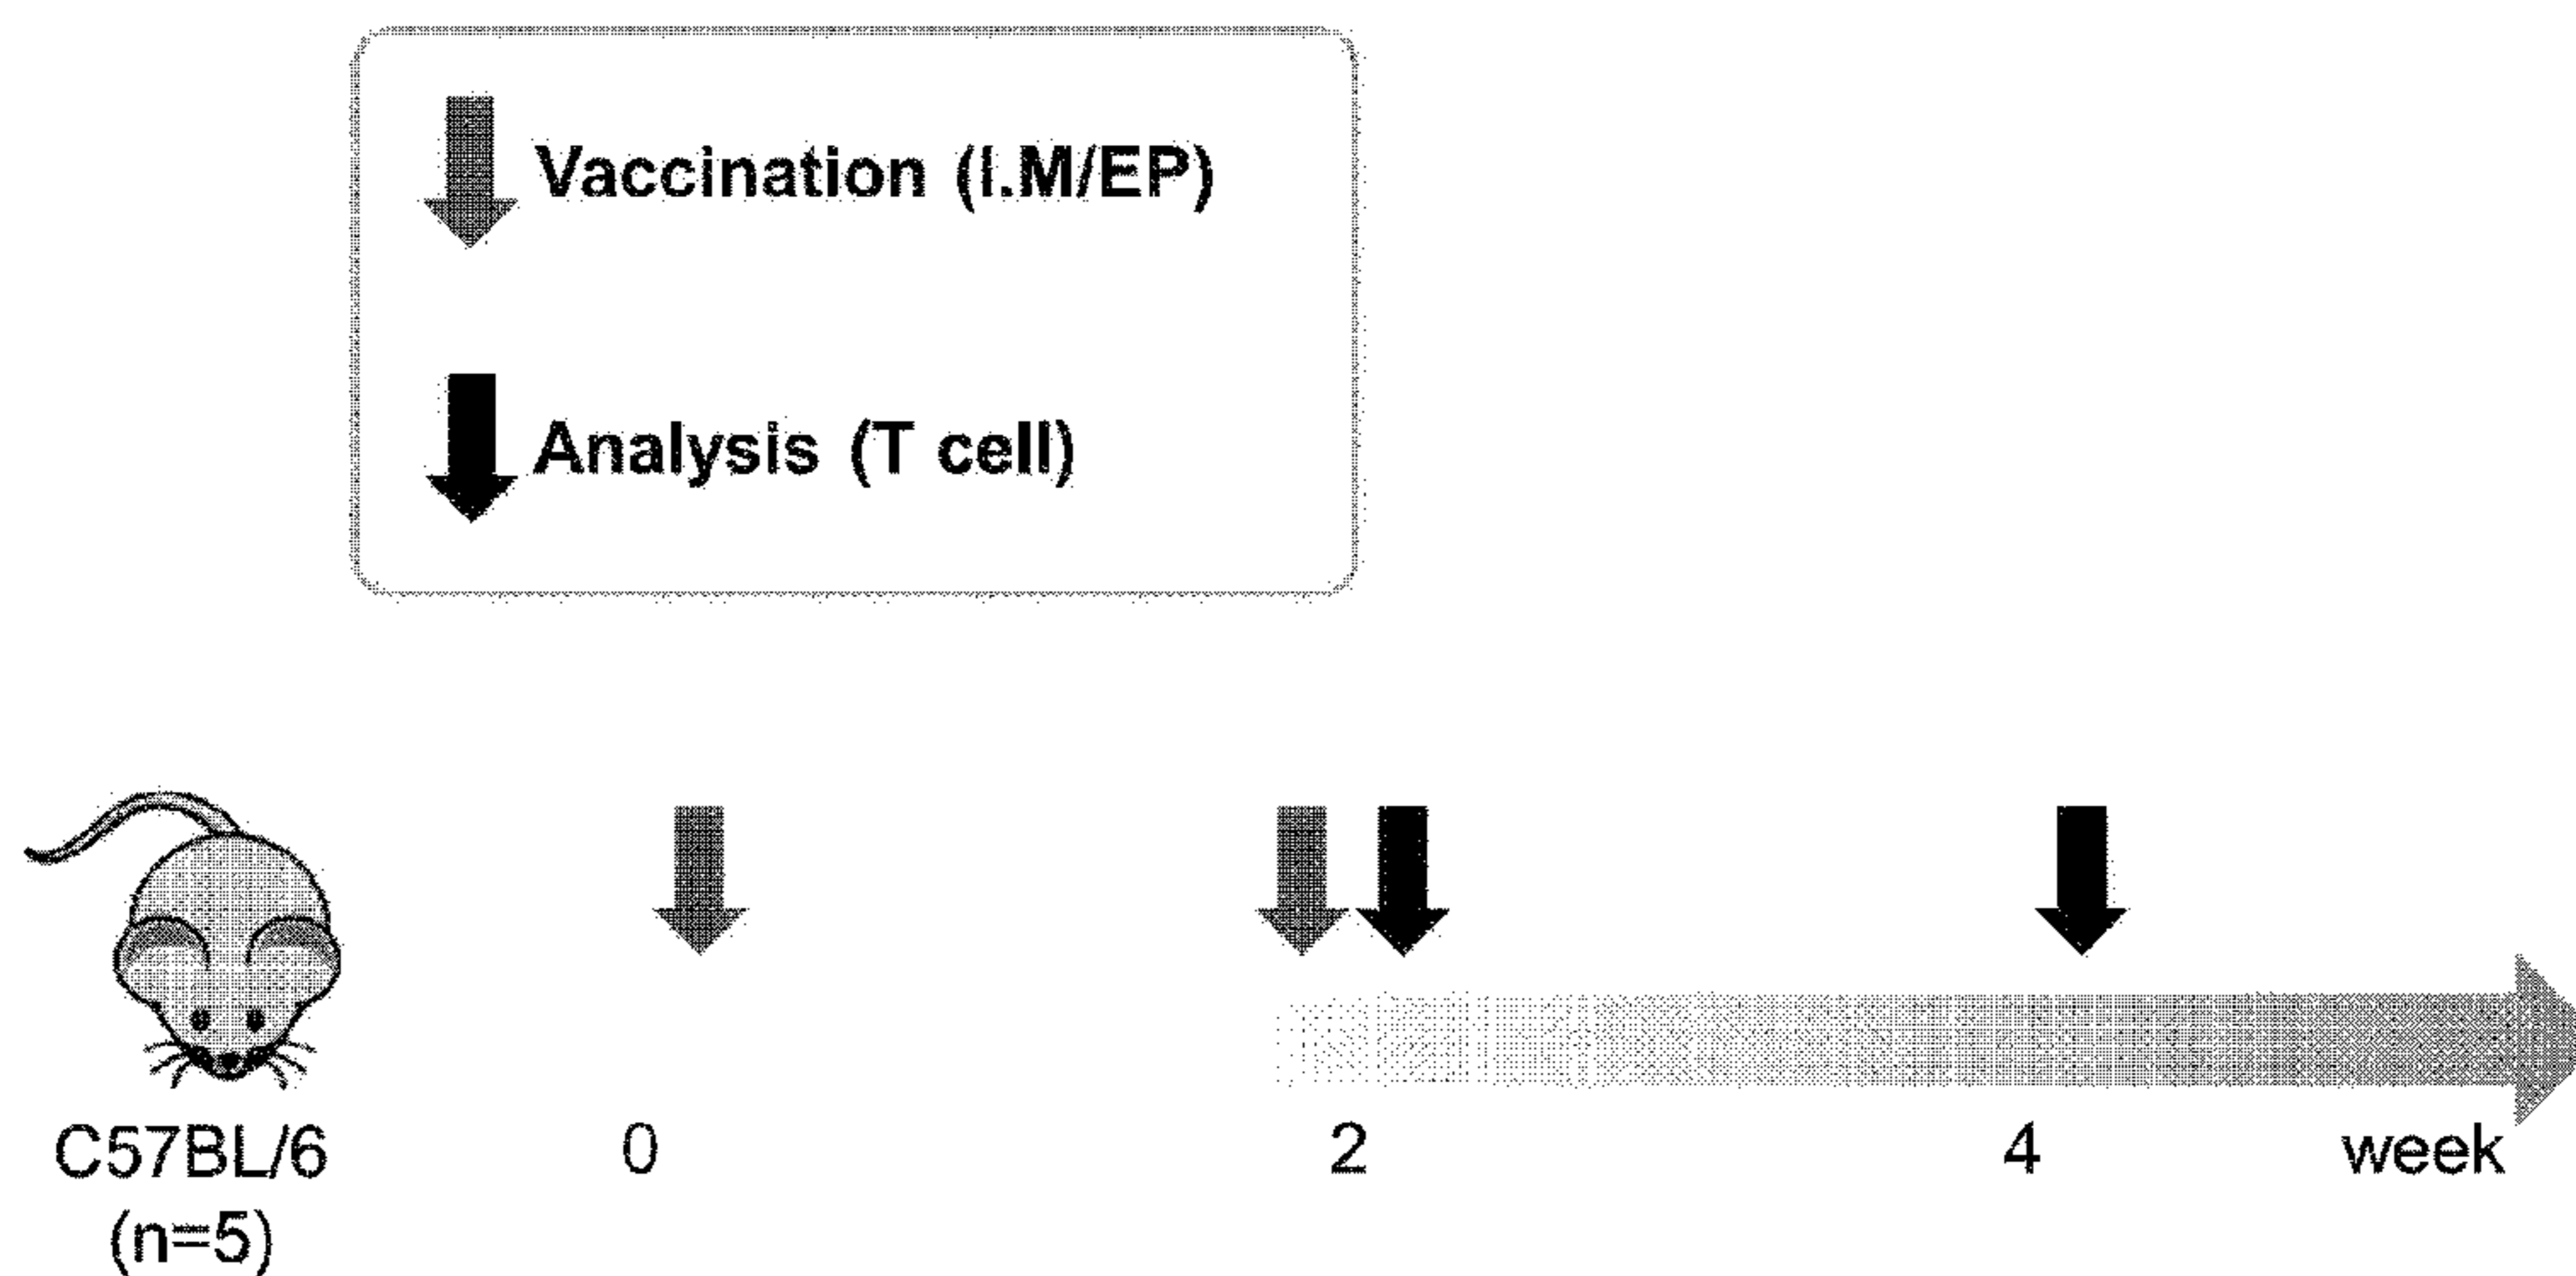 Vaccination (I.M/EP)
Analysis (T cell)
0 2 4 week
C57BL/6
(n=5)